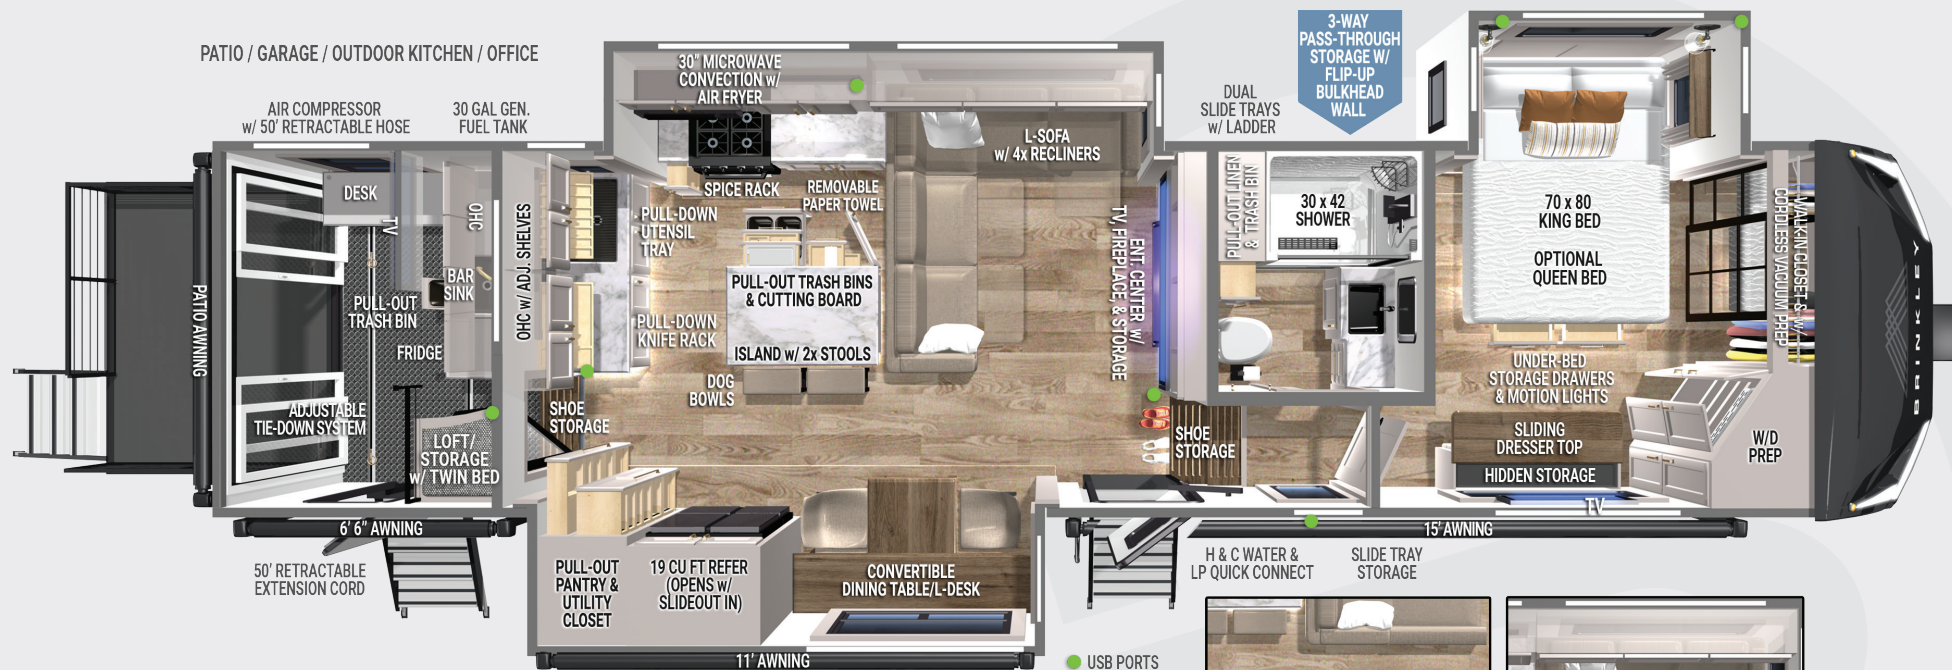 PATIO / GARAGE / OUTDOOR KITCHEN / OFFICE
AIR COMPRESSOR
w/ 50' RETRACTABLE HOSE
30 GAL GEN.
FUEL TANK
30" MICROWAVE
CONVECTION w/
AIR FRYER
L-SOFA
w/ 4x RECLINERS
DUAL
SLIDE TRAYS
w/ LADDER
3-WAY
PASS-THROUGH
STORAGE W/
FLIP-UP
BULKHEAD
WALL
DESK
TV
OHC
BAR
SINK
PULL-OUT
TRASH BIN
FRIDGE
PATIO AWNING
ADJUSTABLE
TIE-DOWN SYSTEM
LOFT/
STORAGE
w/ TWIN BED
OHC w/ ADJ. SHELVES
PULL-DOWN
UTENSIL
TRAY
PULL-DOWN
KNIFE RACK
SPICE RACK
REMOVABLE
PAPER TOWEL
PULL-OUT TRASH BINS
& CUTTING BOARD
ISLAND w/ 2x STOOLS
DOG
BOWLS
SHOE
STORAGE
ENT. CENTER w/
TV, FIREPLACE, & STORAGE
SHOE
STORAGE
PULL-OUT LINEN
& TRASH BIN
30 x 42
SHOWER
70 x 80
KING BED
OPTIONAL
QUEEN BED
UNDER-BED
STORAGE DRAWERS
& MOTION LIGHTS
WALK-IN CLOSET & w/
CORDLESS VACUUM PREP
SLIDING
DRESSER TOP
HIDDEN STORAGE
TV
W/D
PREP
BRINKLEY
6' 6" AWNING
50' RETRACTABLE
EXTENSION CORD
PULL-OUT
PANTRY &
UTILITY
CLOSET
19 CU FT REFER
(OPENS w/
SLIDEOUT IN)
CONVERTIBLE
DINING TABLE/L-DESK
11' AWNING
15' AWNING
H & C WATER &
LP QUICK CONNECT
SLIDE TRAY
STORAGE
USB PORTS